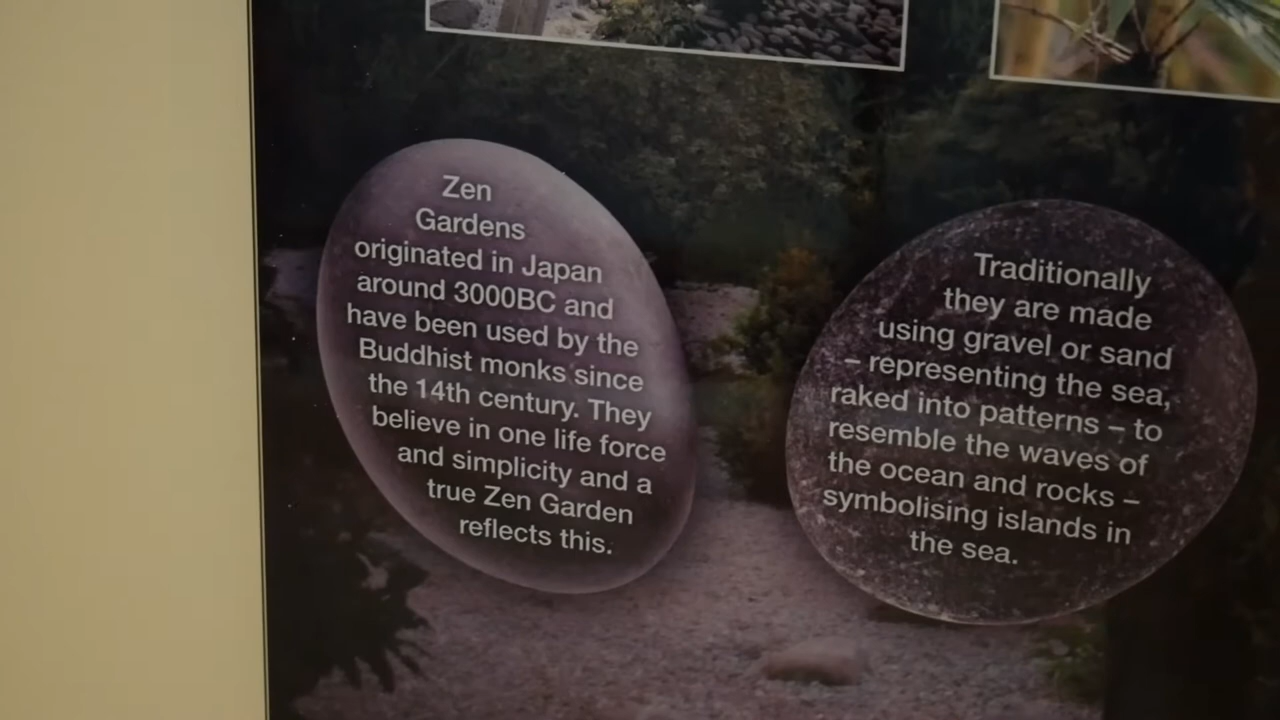 Zen
Gardens
originated in Japan
around 3000BC and
have been used by the
Buddhist monks since
the 14th century. They
believe in one life force
and simplicity and a
true Zen Garden
reflects this.
Traditionally
they are made
using gravel or sand
– representing the sea,
raked into patterns – to
resemble the waves of
the ocean and rocks –
symbolising islands in
the sea.